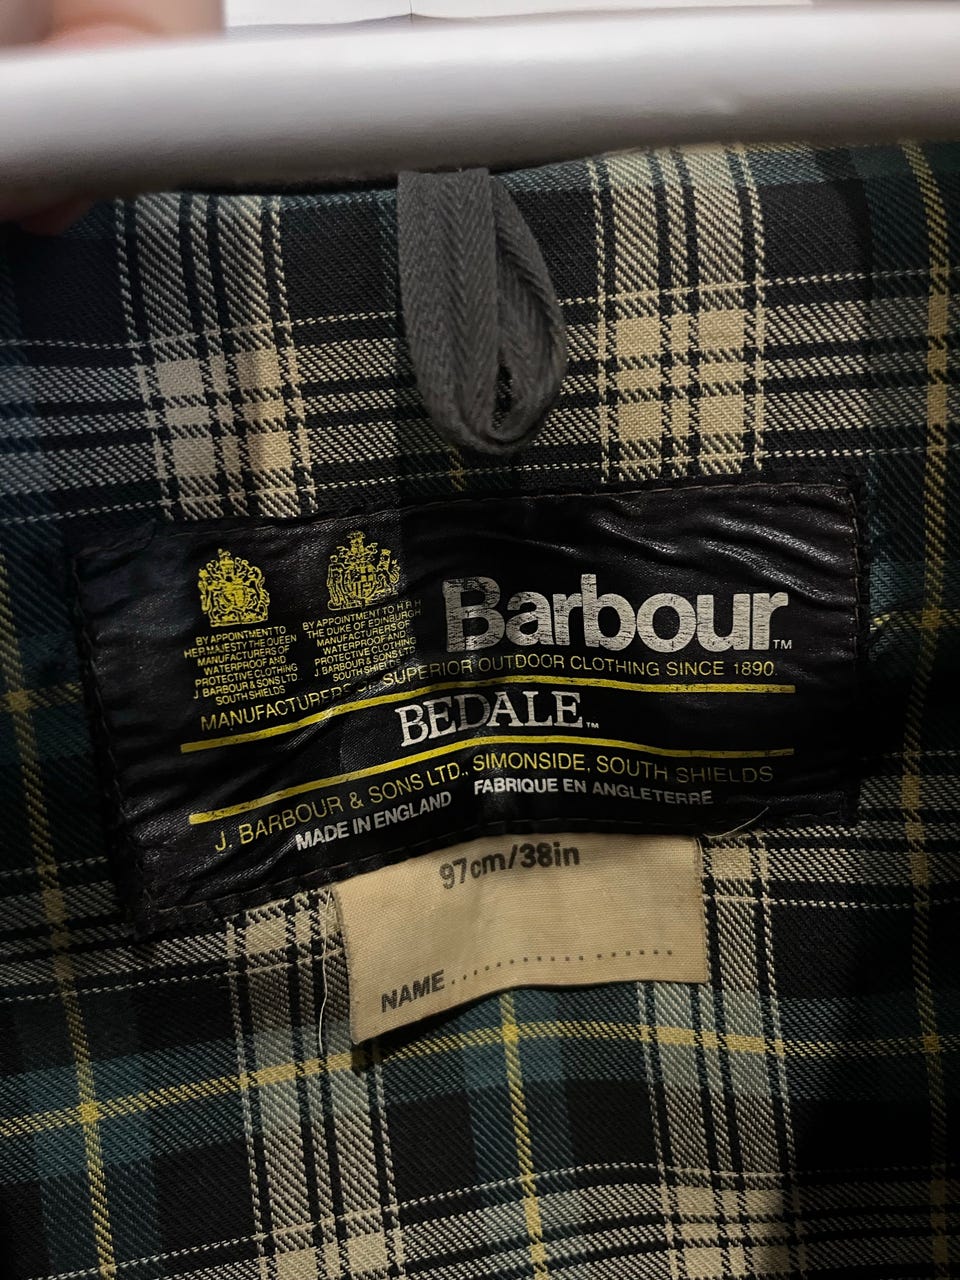 BY APPOINTMENT TO
HER MAJESTY THE QUEEN
MANUFACTURERS OF
WATERPROOF AND
PROTECTIVE CLOTHING
J. BARBOUR & SONS LTD
SOUTH SHIELDS
BY APPOINTMENT TO H R H
THE DUKE OF EDINBURGH
MANUFACTURERS OF
WATERPROOF AND
PROTECTIVE CLOTHING
J. BARBOUR & SONS LTD
SOUTH SHIELDS
Barbour™
MANUFACTURERS OF SUPERIOR OUTDOOR CLOTHING SINCE 1890
BEDALE™
J. BARBOUR & SONS LTD., SIMONSIDE, SOUTH SHIELDS
MADE IN ENGLAND FABRIQUE EN ANGLETERRE
97cm/38in
NAME..........................